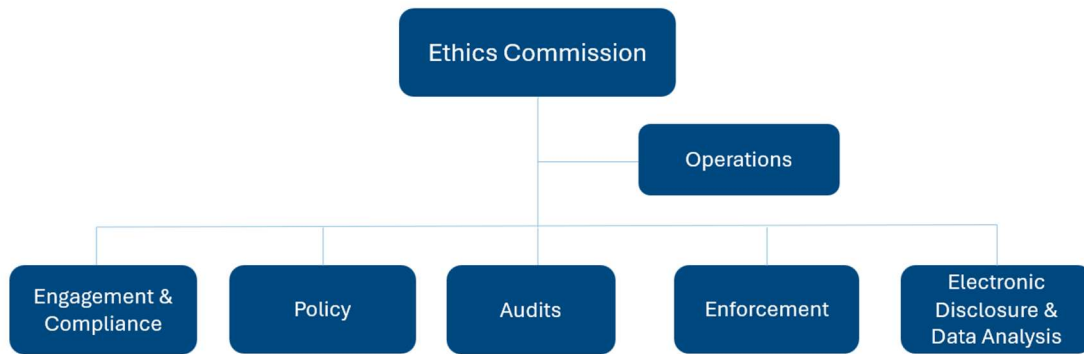 Ethics Commission
Operations
Engagement &
Compliance
Policy
Audits
Enforcement
Electronic
Disclosure &
Data Analysis